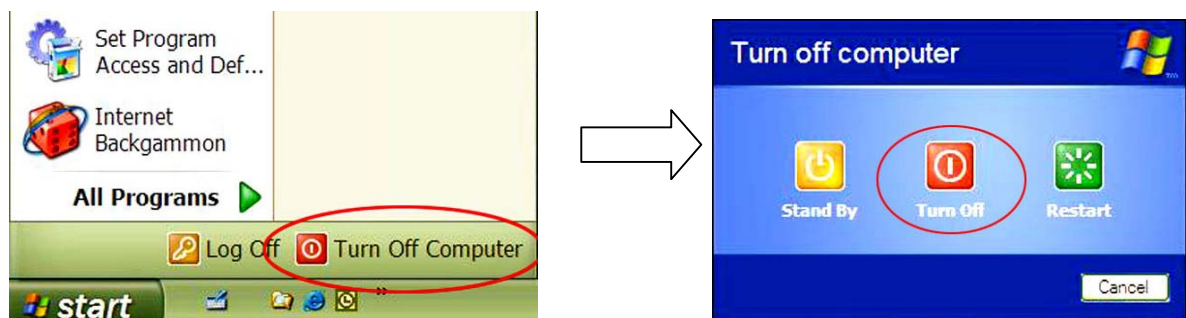 Set Program
Access and Def...
Internet
Backgammon
All Programs
Log Off
Turn Off Computer
start
»
Turn off computer
Stand By
Turn Off
Restart
Cancel